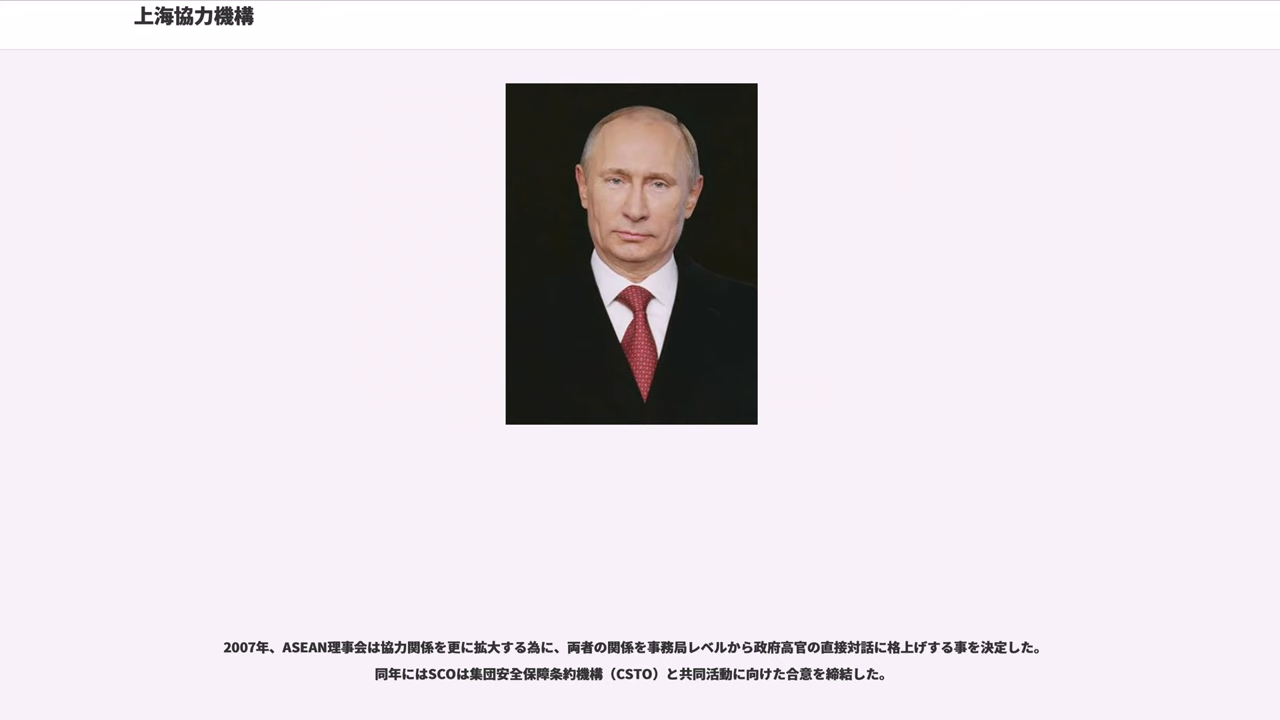 上海協力機構
2007年、ASEAN理事会は協力関係を更に拡大する為に、両者の関係を事務局レベルから政府高官の直接対話に格上げする事を決定した。
同年にはSCOは集団安全保障条約機構（CSTO）と共同活動に向けた合意を締結した。